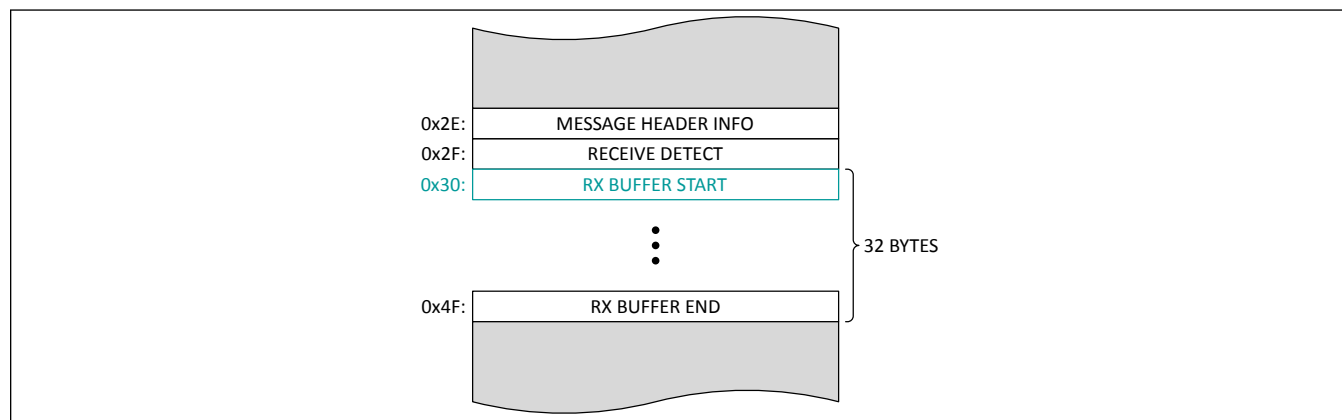 0x2E: MESSAGE HEADER INFO
0x2F: RECEIVE DETECT
0x30: RX BUFFER START
32 BYTES
0x4F: RX BUFFER END